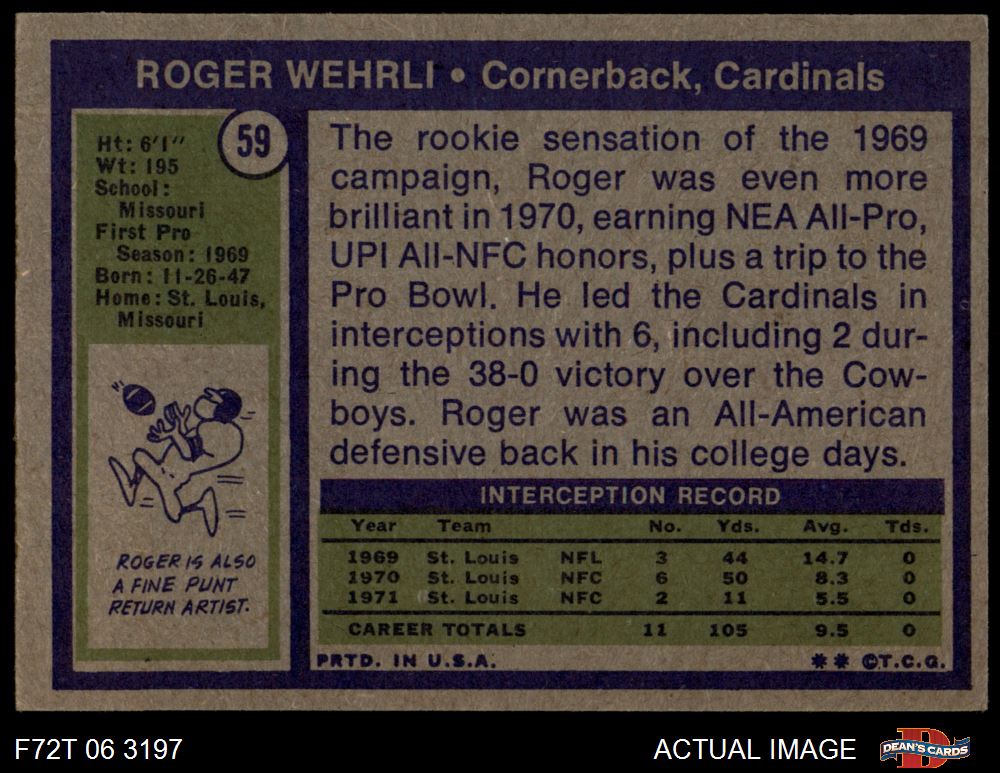 ROGER WEHRLI • Cornerback, Cardinals
59
Ht: 6'1"
Wt: 195
School:
Missouri
First Pro
Season: 1969
Born: 11-26-47
Home: St. Louis,
Missouri
ROGER IS ALSO
A FINE PUNT
RETURN ARTIST.
The rookie sensation of the 1969
campaign, Roger was even more
brilliant in 1970, earning NEA All-Pro,
UPI All-NFC honors, plus a trip to the
Pro Bowl. He led the Cardinals in
interceptions with 6, including 2 dur-
ing the 38-0 victory over the Cow-
boys. Roger was an All-American
defensive back in his college days.
INTERCEPTION RECORD
Year Team No. Yds. Avg. Tds.
1969 St. Louis NFL 3 44 14.7 0
1970 St. Louis NFC 6 50 8.3 0
1971 St. Louis NFC 2 11 5.5 0
CAREER TOTALS 11 105 9.5 0
PRTD. IN U.S.A. ** ©T.C.G.
F72T 06 3197 ACTUAL IMAGE DEAN'S CARDS